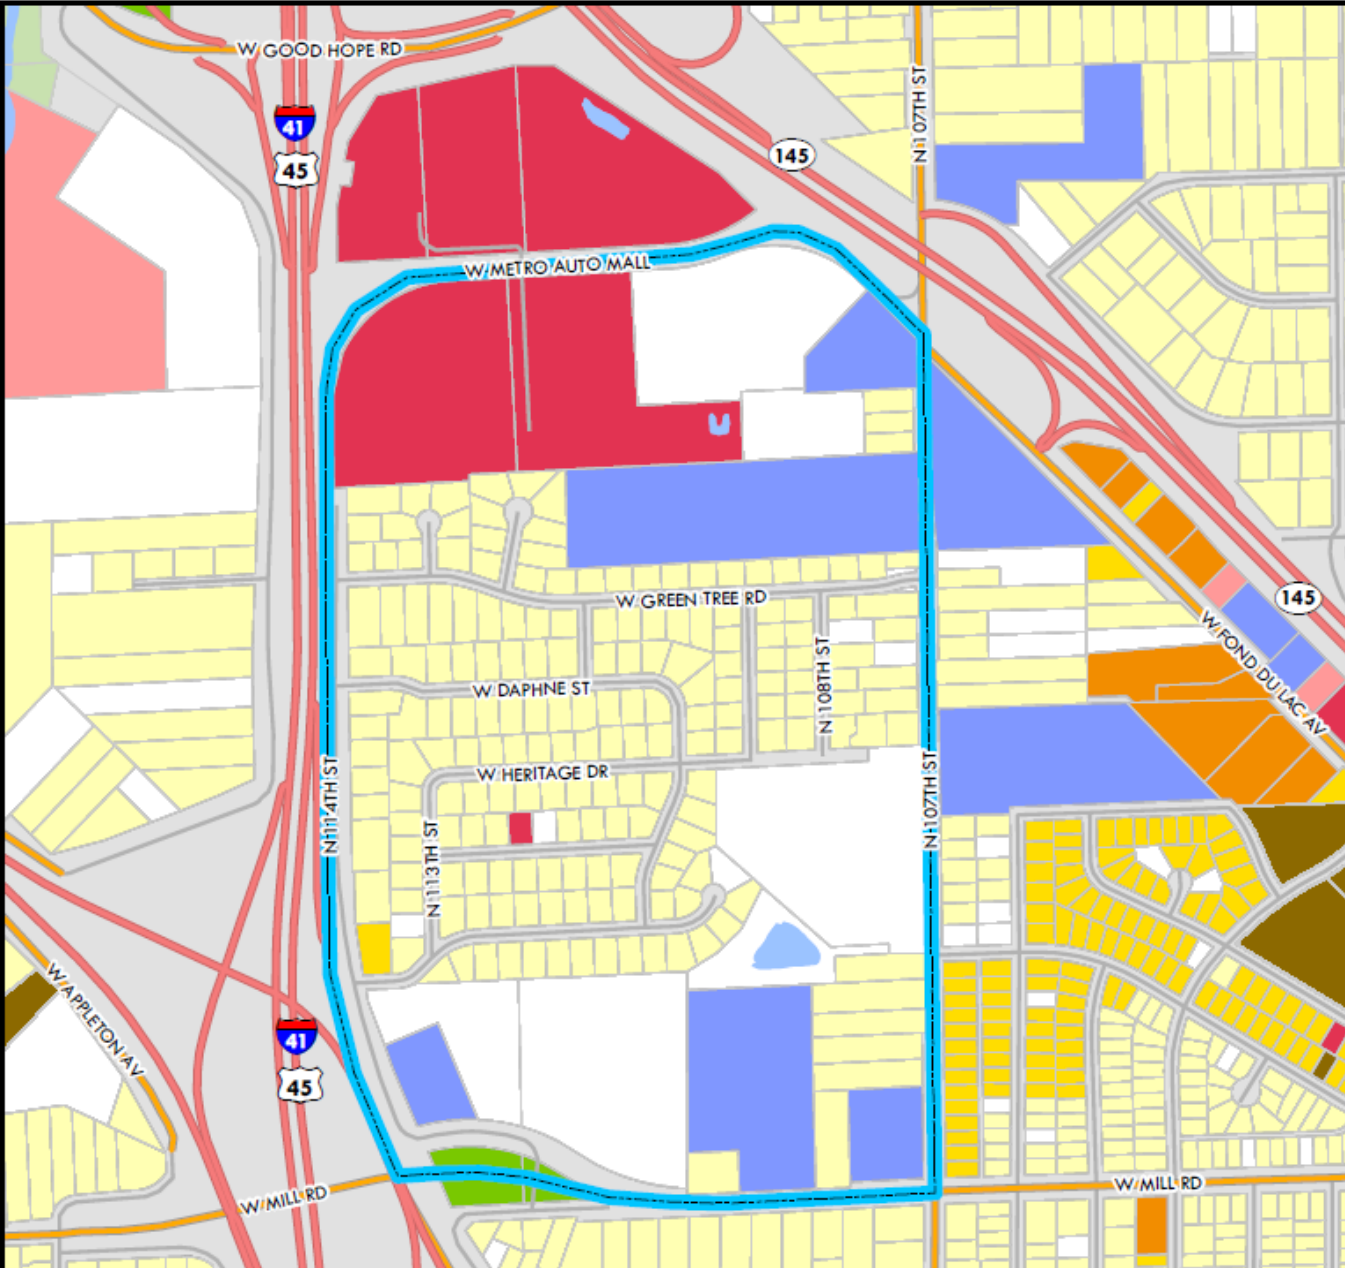 W GOOD HOPE RD
N 107TH ST
41
45
145
W METRO AUTO MALL
W GREEN TREE RD
145
W FOND DU LAC AV
N 108TH ST
W DAPHNE ST
W HERITAGE DR
N 114TH ST
N 107TH ST
N 113TH ST
W APPLETON AV
41
45
W MILL RD
W MILL RD